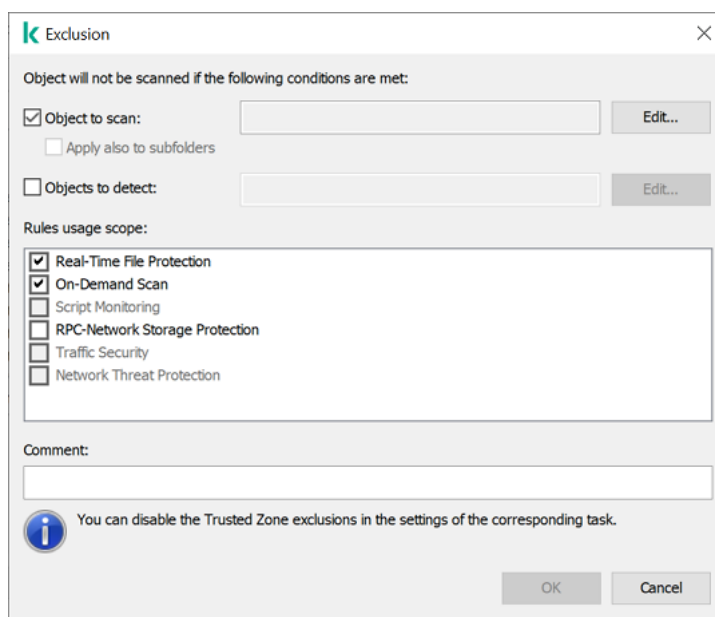 Exclusion
Object will not be scanned if the following conditions are met:
Object to scan: Edit...
Apply also to subfolders
Objects to detect: Edit...
Rules usage scope:
Real-Time File Protection
On-Demand Scan
Script Monitoring
RPC-Network Storage Protection
Traffic Security
Network Threat Protection
Comment:
You can disable the Trusted Zone exclusions in the settings of the corresponding task.
OK Cancel